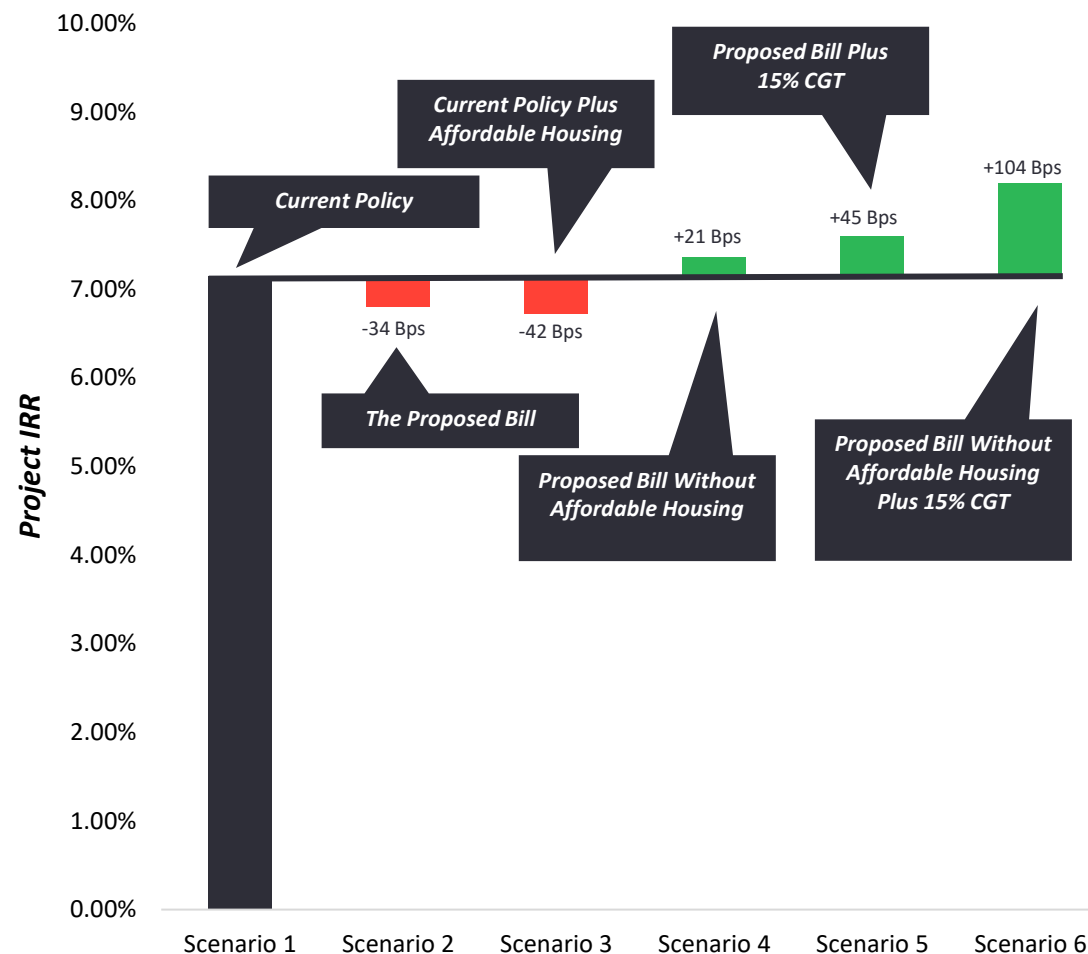 10.00%
9.00%
8.00%
7.00%
6.00%
5.00%
4.00%
3.00%
2.00%
1.00%
0.00%
Project IRR
Current Policy
Current Policy Plus
Affordable Housing
Proposed Bill Plus
15% CGT
+104 Bps
+45 Bps
+21 Bps
-34 Bps
-42 Bps
The Proposed Bill
Proposed Bill Without
Affordable Housing
Proposed Bill Without
Affordable Housing
Plus 15% CGT
Scenario 1
Scenario 2
Scenario 3
Scenario 4
Scenario 5
Scenario 6